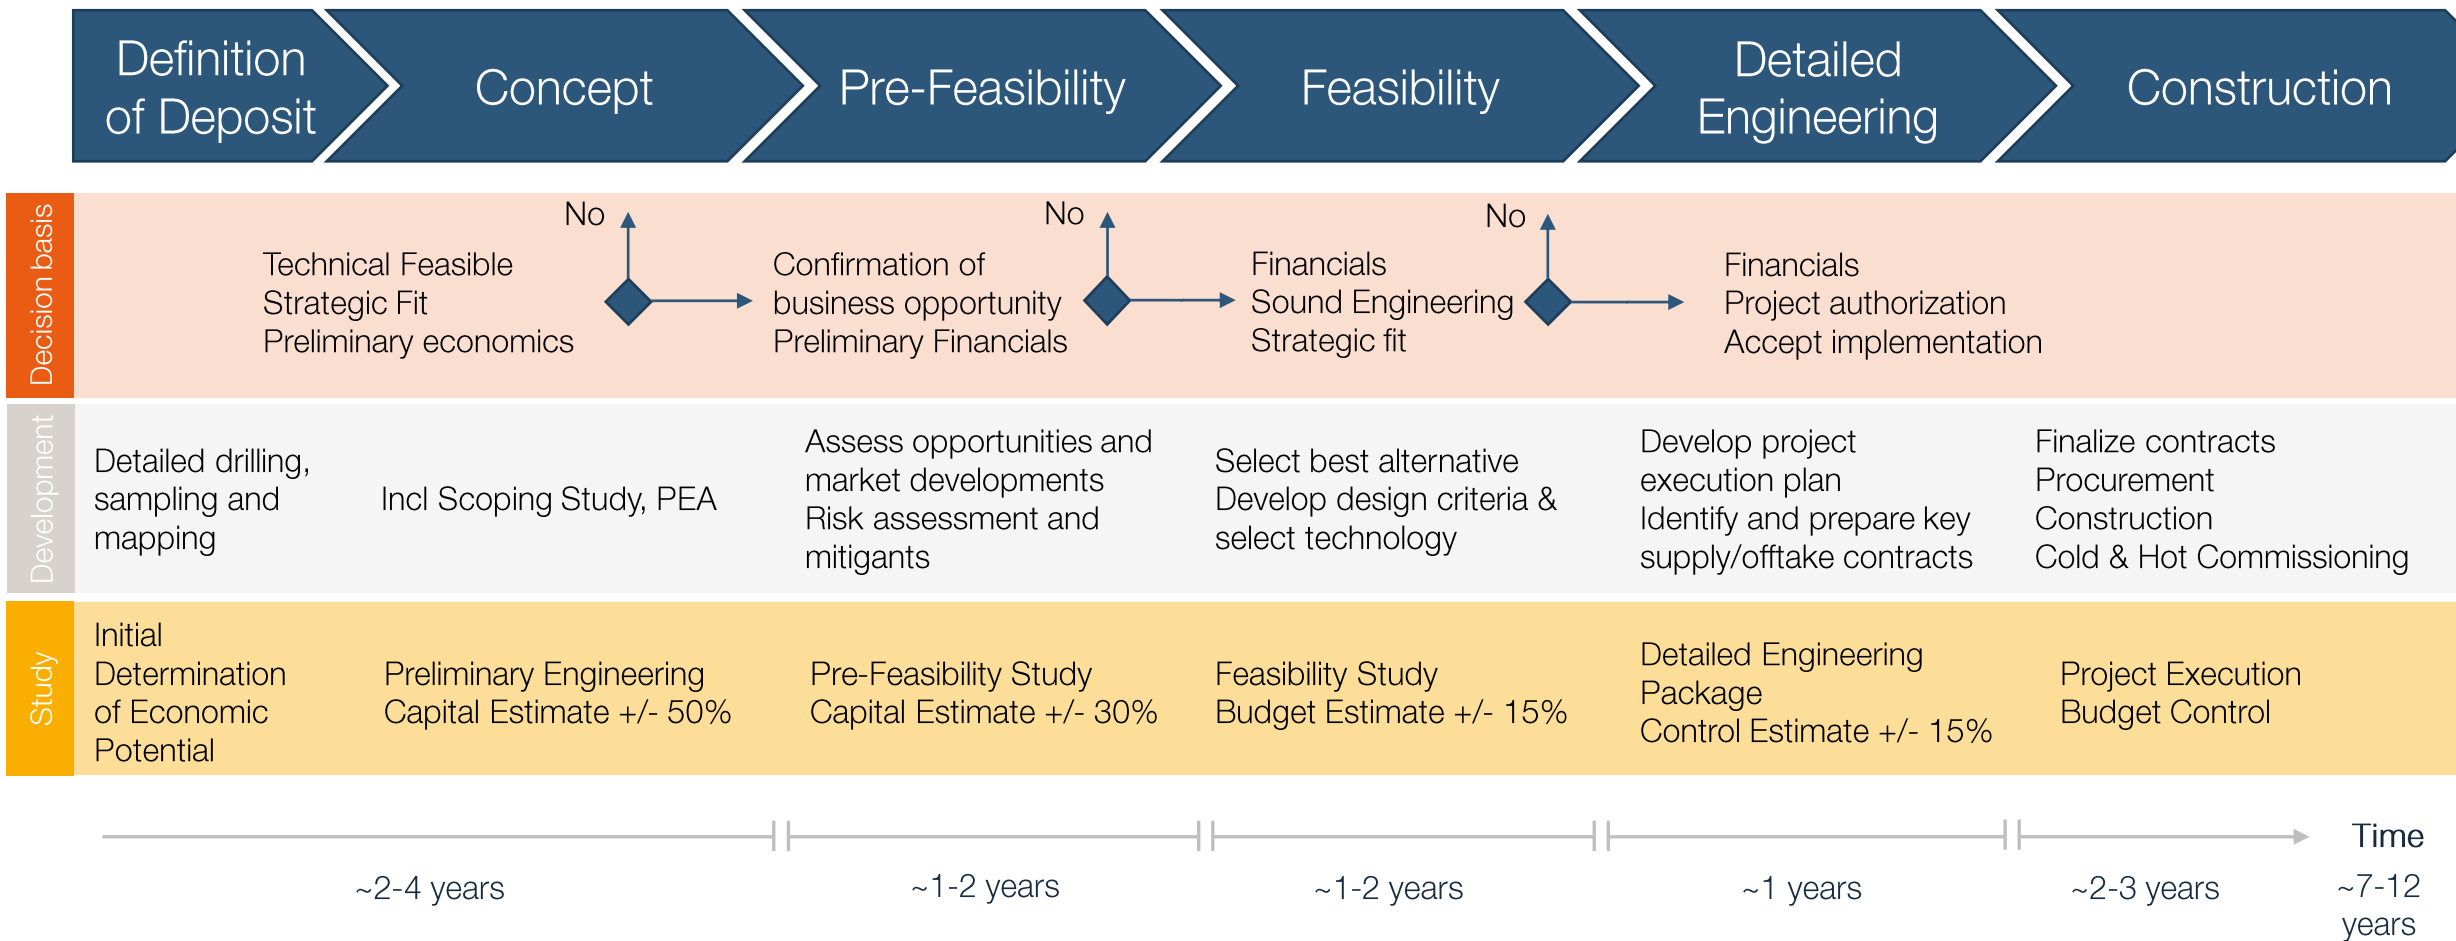 Definition
of Deposit
Concept
Pre-Feasibility
Feasibility
Detailed
Engineering
Construction
Decision basis
Technical Feasible
Strategic Fit
Preliminary economics
No
Confirmation of
business opportunity
Preliminary Financials
No
Financials
Sound Engineering
Strategic fit
No
Financials
Project authorization
Accept implementation
Development
Detailed drilling,
sampling and
mapping
Incl Scoping Study, PEA
Assess opportunities and
market developments
Risk assessment and
mitigants
Select best alternative
Develop design criteria &
select technology
Develop project
execution plan
Identify and prepare key
supply/offtake contracts
Finalize contracts
Procurement
Construction
Cold & Hot Commissioning
Study
Initial
Determination
of Economic
Potential
Preliminary Engineering
Capital Estimate +/- 50%
Pre-Feasibility Study
Capital Estimate +/- 30%
Feasibility Study
Budget Estimate +/- 15%
Detailed Engineering
Package
Control Estimate +/- 15%
Project Execution
Budget Control
Time
~2-4 years
~1-2 years
~1-2 years
~1 years
~2-3 years
~7-12
years